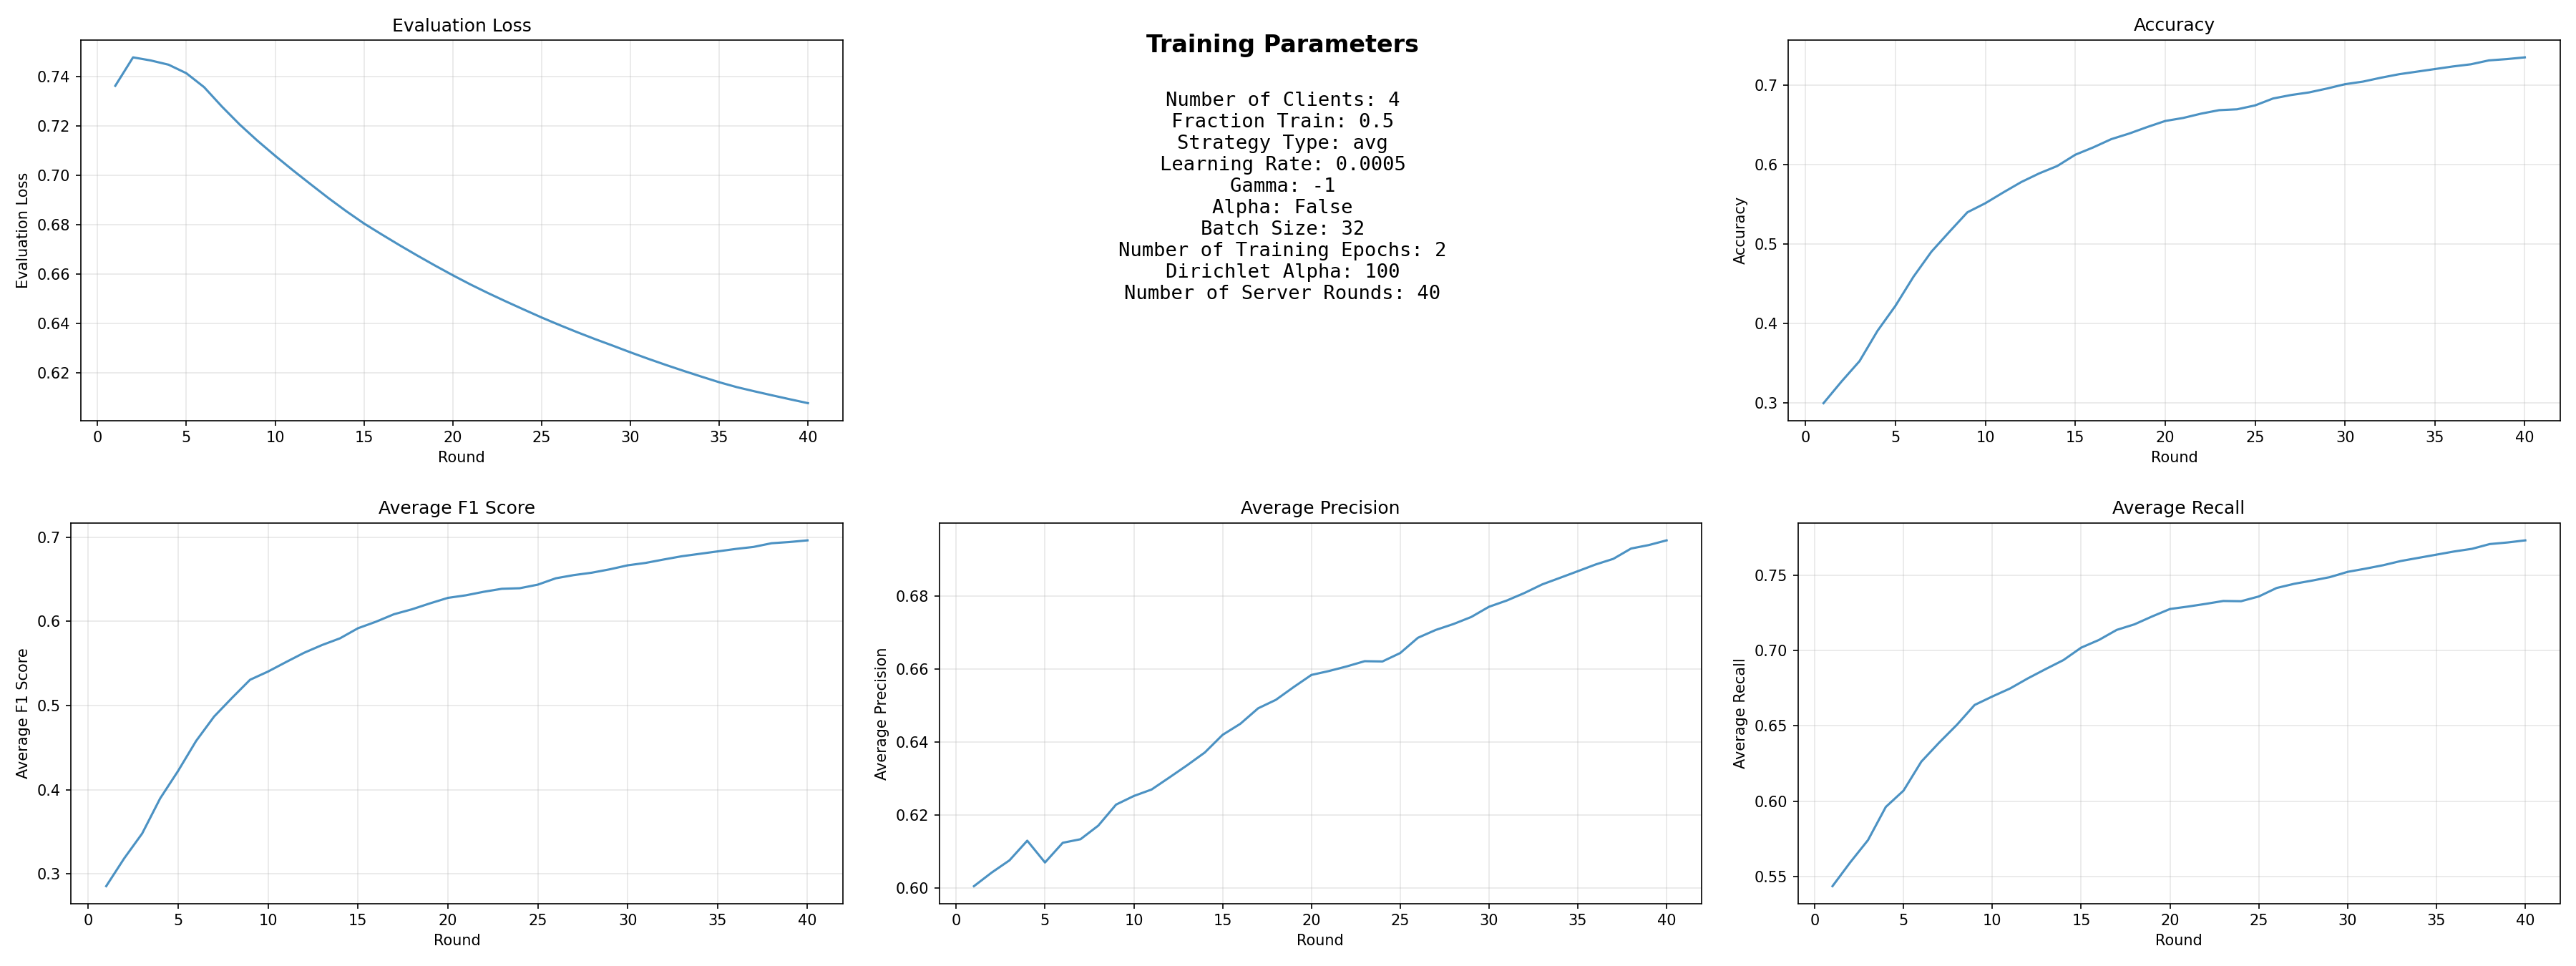 Evaluation Loss
Evaluation Loss
0.74
0.72
0.70
0.68
0.66
0.64
0.62
0 5 10 15 20 25 30 35 40
Round
Training Parameters
Number of Clients: 4
Fraction Train: 0.5
Strategy Type: avg
Learning Rate: 0.0005
Gamma: -1
Alpha: False
Batch Size: 32
Number of Training Epochs: 2
Dirichlet Alpha: 100
Number of Server Rounds: 40
Accuracy
Accuracy
0.7
0.6
0.5
0.4
0.3
0 5 10 15 20 25 30 35 40
Round
Average F1 Score
Average F1 Score
0.7
0.6
0.5
0.4
0.3
0 5 10 15 20 25 30 35 40
Round
Average Precision
Average Precision
0.68
0.66
0.64
0.62
0.60
0 5 10 15 20 25 30 35 40
Round
Average Recall
Average Recall
0.75
0.70
0.65
0.60
0.55
0 5 10 15 20 25 30 35 40
Round